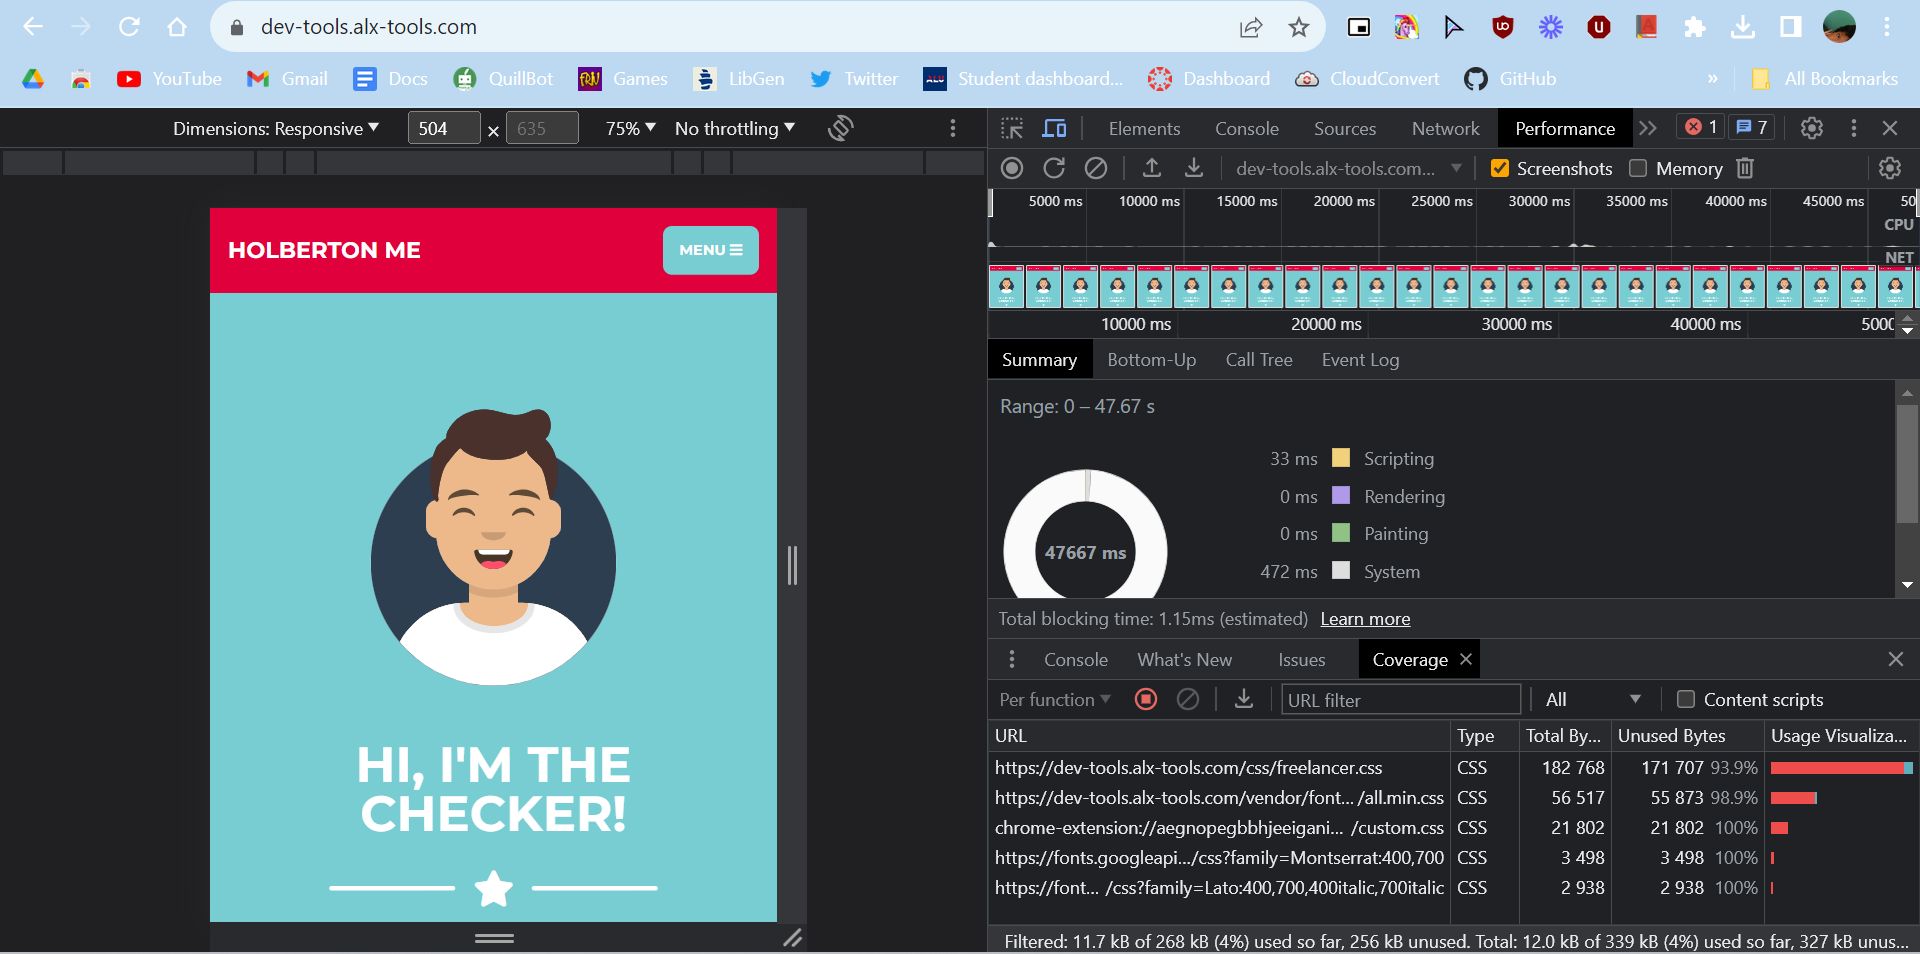 dev-tools.alx-tools.com
YouTube Gmail Docs QuillBot FRN Games LibGen Twitter ALU Student dashboard... Dashboard CloudConvert GitHub » All Bookmarks
Dimensions: Responsive 504 × 635 75% No throttling
Elements Console Sources Network Performance 1 7
dev-tools.alx-tools.com... Screenshots Memory
5000 ms 10000 ms 15000 ms 20000 ms 25000 ms 30000 ms 35000 ms 40000 ms 45000 ms 50
CPU
NET
10000 ms 20000 ms 30000 ms 40000 ms 5000
Summary Bottom-Up Call Tree Event Log
Range: 0 – 47.67 s
33 ms Scripting
0 ms Rendering
0 ms Painting
472 ms System
47667 ms
Total blocking time: 1.15ms (estimated) Learn more
Console What's New Issues Coverage
Per function URL filter All Content scripts
URL Type Total By... Unused Bytes Usage Visualiza...
https://dev-tools.alx-tools.com/css/freelancer.css CSS 182 768 171 707 93.9%
https://dev-tools.alx-tools.com/vendor/font... /all.min.css CSS 56 517 55 873 98.9%
chrome-extension://aegnopegbbhjeeigani... /custom.css CSS 21 802 21 802 100%
https://fonts.googleapi.../css?family=Montserrat:400,700 CSS 3 498 3 498 100%
https://font... /css?family=Lato:400,700,400italic,700italic CSS 2 938 2 938 100%
Filtered: 11.7 kB of 268 kB (4%) used so far, 256 kB unused. Total: 12.0 kB of 339 kB (4%) used so far, 327 kB unus...
HOLBERTON ME
MENU
HI, I'M THE
CHECKER!